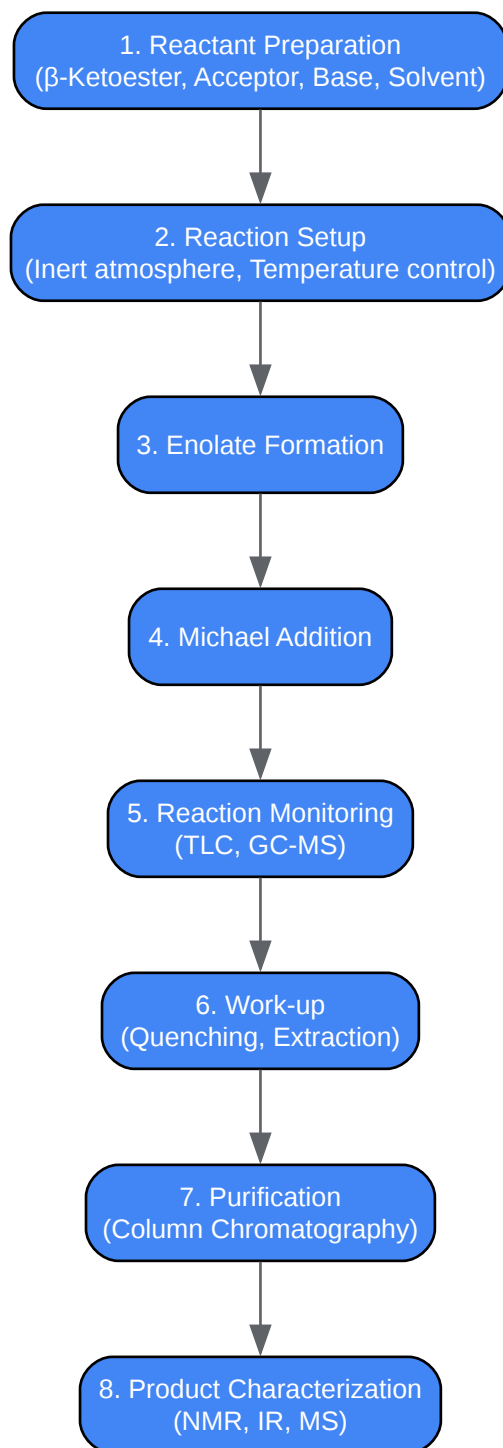 1. Reactant Preparation
(β-Ketoester, Acceptor, Base, Solvent)
2. Reaction Setup
(Inert atmosphere, Temperature control)
3. Enolate Formation
4. Michael Addition
5. Reaction Monitoring
(TLC, GC-MS)
6. Work-up
(Quenching, Extraction)
7. Purification
(Column Chromatography)
8. Product Characterization
(NMR, IR, MS)